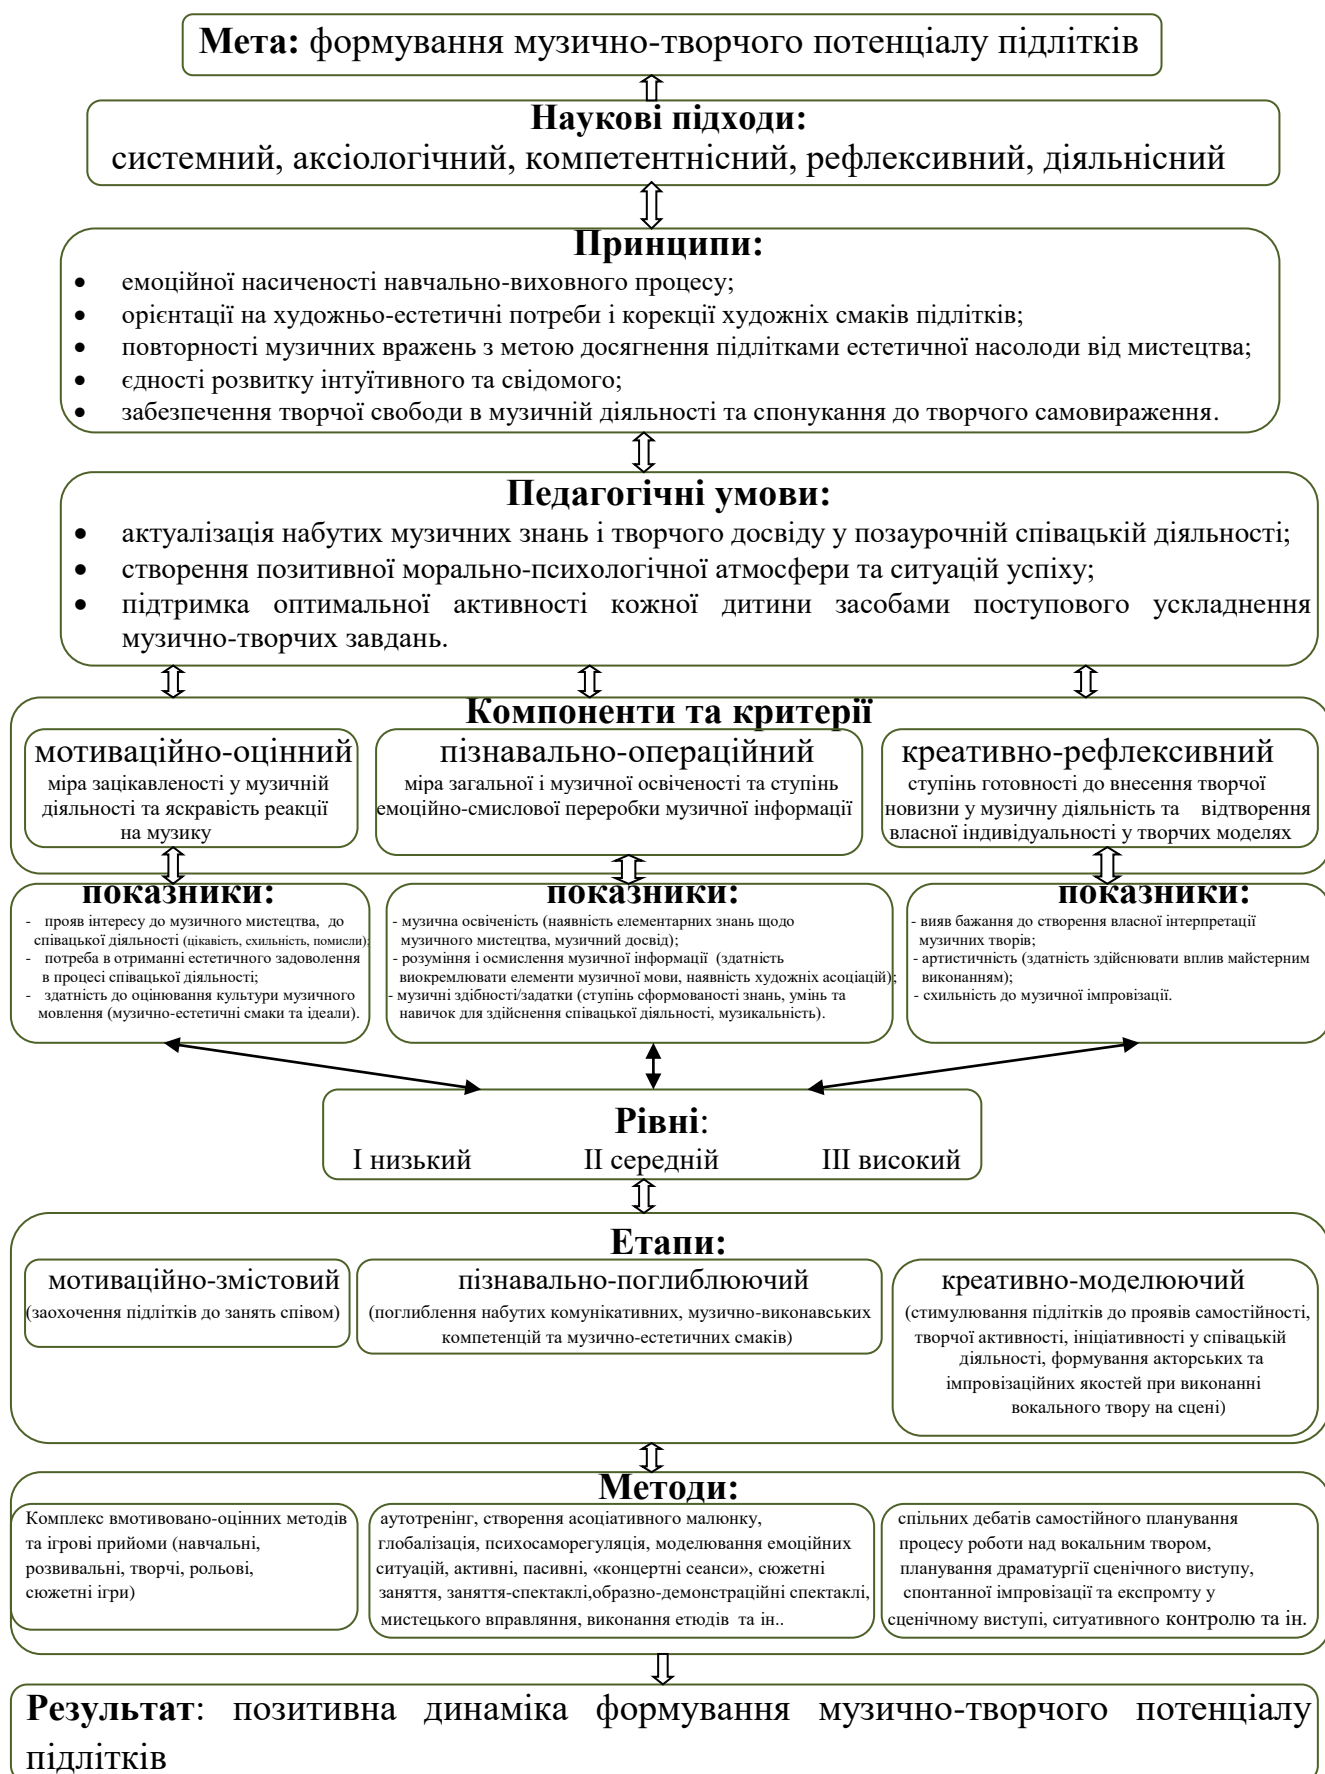 Мета: формування музично-творчого потенціалу підлітків
Наукові підходи:
системний, аксіологічний, компетентнісний, рефлексивний, діяльнісний
Принципи:
• емоційної насиченості навчально-виховного процесу;
• орієнтації на художньо-естетичні потреби і корекції художніх смаків підлітків;
• повторності музичних вражень з метою досягнення підлітками естетичної насолоди від мистецтва;
• єдності розвитку інтуїтивного та свідомого;
• забезпечення творчої свободи в музичній діяльності та спонукання до творчого самовираження.
Педагогічні умови:
• актуалізація набутих музичних знань і творчого досвіду у позаурочній співацькій діяльності;
• створення позитивної морально-психологічної атмосфери та ситуацій успіху;
• підтримка оптимальної активності кожної дитини засобами поступового ускладнення
музично-творчих завдань.
Компоненти та критерії
мотиваційно-оцінний
міра зацікавленості у музичній
діяльності та яскравість реакції
на музику
пізнавально-операційний
міра загальної і музичної освіченості та ступінь
емоційно-смислової переробки музичної інформації
креативно-рефлексивний
ступінь готовності до внесення творчої
новизни у музичну діяльність та відтворення
власної індивідуальності у творчих моделях
показники:
- прояв інтересу до музичного мистецтва, до
співацької діяльності (цікавість, схильність, помисли);
- потреба в отриманні естетичного задоволення
в процесі співацької діяльності;
- здатність до оцінювання культури музичного
мовлення (музично-естетичні смаки та ідеали).
показники:
- музична освіченість (наявність елементарних знань щодо
музичного мистецтва, музичний досвід);
- розуміння і осмислення музичної інформації (здатність
виокремлювати елементи музичної мови, наявність художніх асоціацій);
- музичні здібності/задатки (ступінь сформованості знань, умінь та
навичок для здійснення співацької діяльності, музикальність).
показники:
- вияв бажання до створення власної інтерпретації
музичних творів;
- артистичність (здатність здійснювати вплив майстерним
виконанням);
- схильність до музичної імпровізації.
Рівні:
І низький ІІ середній ІІІ високий
Етапи:
мотиваційно-змістовий
(заохочення підлітків до занять співом)
пізнавально-поглиблюючий
(поглиблення набутих комунікативних, музично-виконавських
компетенцій та музично-естетичних смаків)
креативно-моделюючий
(стимулювання підлітків до проявів самостійності,
творчої активності, ініціативності у співацькій
діяльності, формування акторських та
імпровізаційних якостей при виконанні
вокального твору на сцені)
Методи:
Комплекс вмотивовано-оцінних методів
та ігрові прийоми (навчальні,
розвивальні, творчі, рольові,
сюжетні ігри)
аутотренінг, створення асоціативного малюнку,
глобалізація, психосаморегуляція, моделювання емоційних
ситуацій, активні, пасивні, «концертні сеанси», сюжетні
заняття, заняття-спектаклі,образно-демонстраційні спектаклі,
мистецького вправляння, виконання етюдів та ін..
спільних дебатів самостійного планування
процесу роботи над вокальним твором,
планування драматургії сценічного виступу,
спонтанної імпровізації та експромту у
сценічному виступі, ситуативного контролю та ін.
Результат: позитивна динаміка формування музично-творчого потенціалу
підлітків